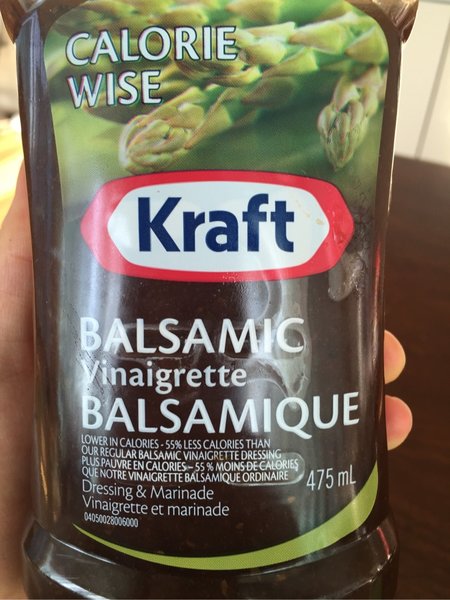 CALORIE
WISE
Kraft
BALSAMIC
Vinaigrette
BALSAMIQUE
LOWER IN CALORIES - 55% LESS CALORIES THAN
OUR REGULAR BALSAMIC VINAIGRETTE DRESSING
PLUS PAUVRE EN CALORIES - 55 % MOINS DE CALORIES
QUE NOTRE VINAIGRETTE BALSAMIQUE ORDINAIRE
475 mL
Dressing & Marinade
Vinaigrette et marinade
04050028006000